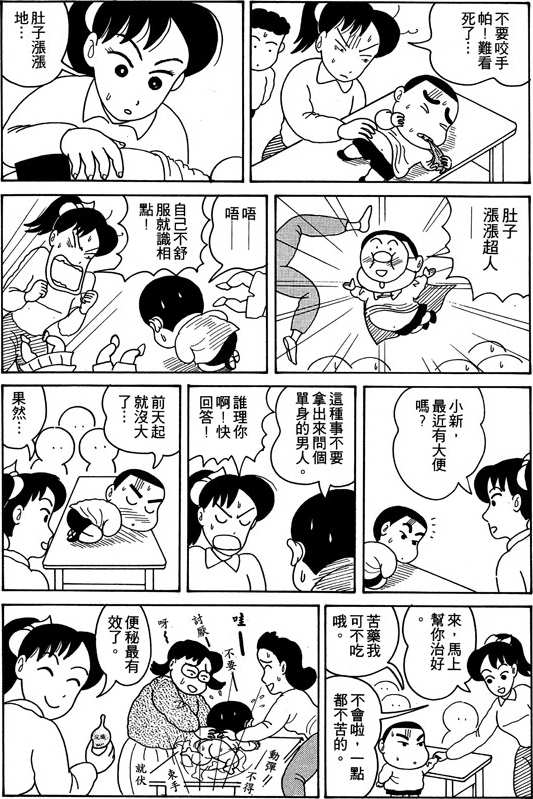 不要咬手
帕！難看
死了…
肚子漲漲
地…
肚子
漲漲超人
——
唔
唔——
自己不舒
服就識相
點！
小新，
最近有大便
嗎？
這種事不要
拿出來問個
單身的男人。
誰理你
啊！快
回答！
前天起
就沒大
了…
果然…
來，馬上
幫你治好
。
苦藥我
可不吃
哦。
不會啦，一點
都不苦的。
哇—
不要—
討厭
呀—
動彈
不得
束手
就伏
便秘最有
效了。
浣腸